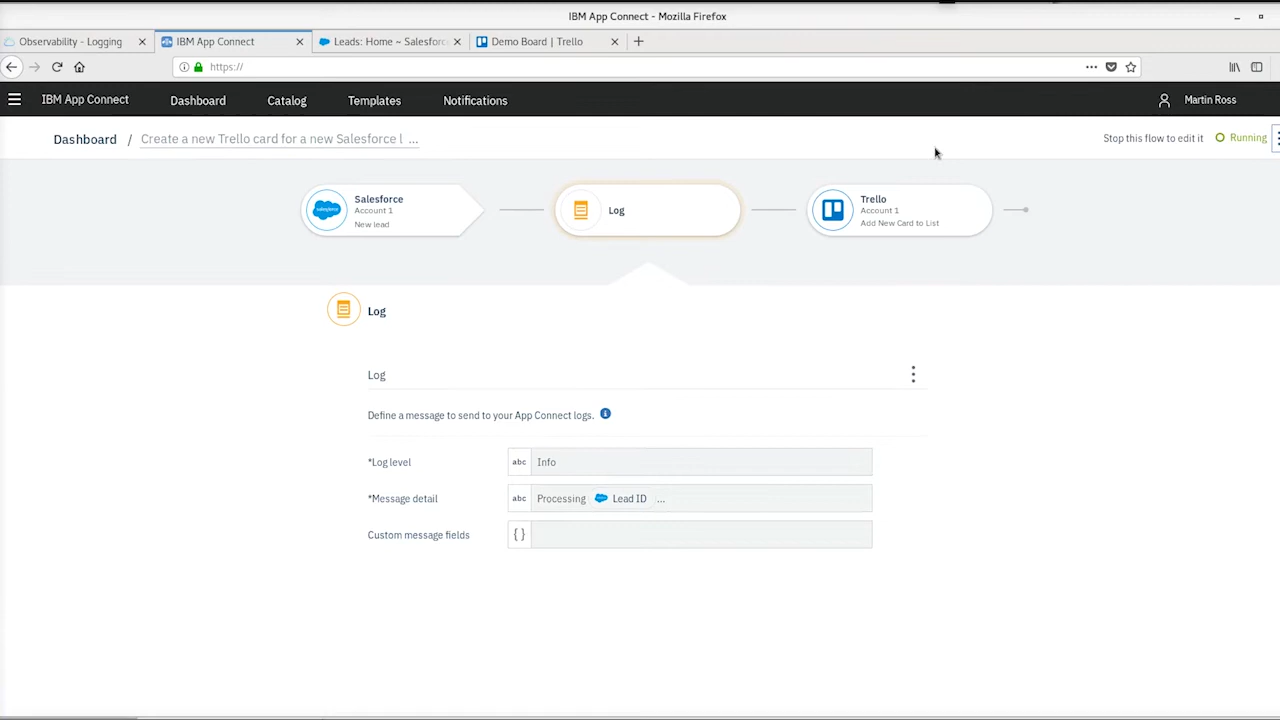 IBM App Connect - Mozilla Firefox
Observability - Logging
IBM App Connect
Leads: Home ~ Salesforc
Demo Board | Trello
https://
IBM App Connect
Dashboard
Catalog
Templates
Notifications
Martin Ross
Dashboard / Create a new Trello card for a new Salesforce l ...
Stop this flow to edit it
Running
salesforce
Salesforce
Account 1
New lead
Log
Trello
Account 1
Add New Card to List
Log
Log
Define a message to send to your App Connect logs.
*Log level abc Info
*Message detail abc Processing Lead ID ...
Custom message fields { }